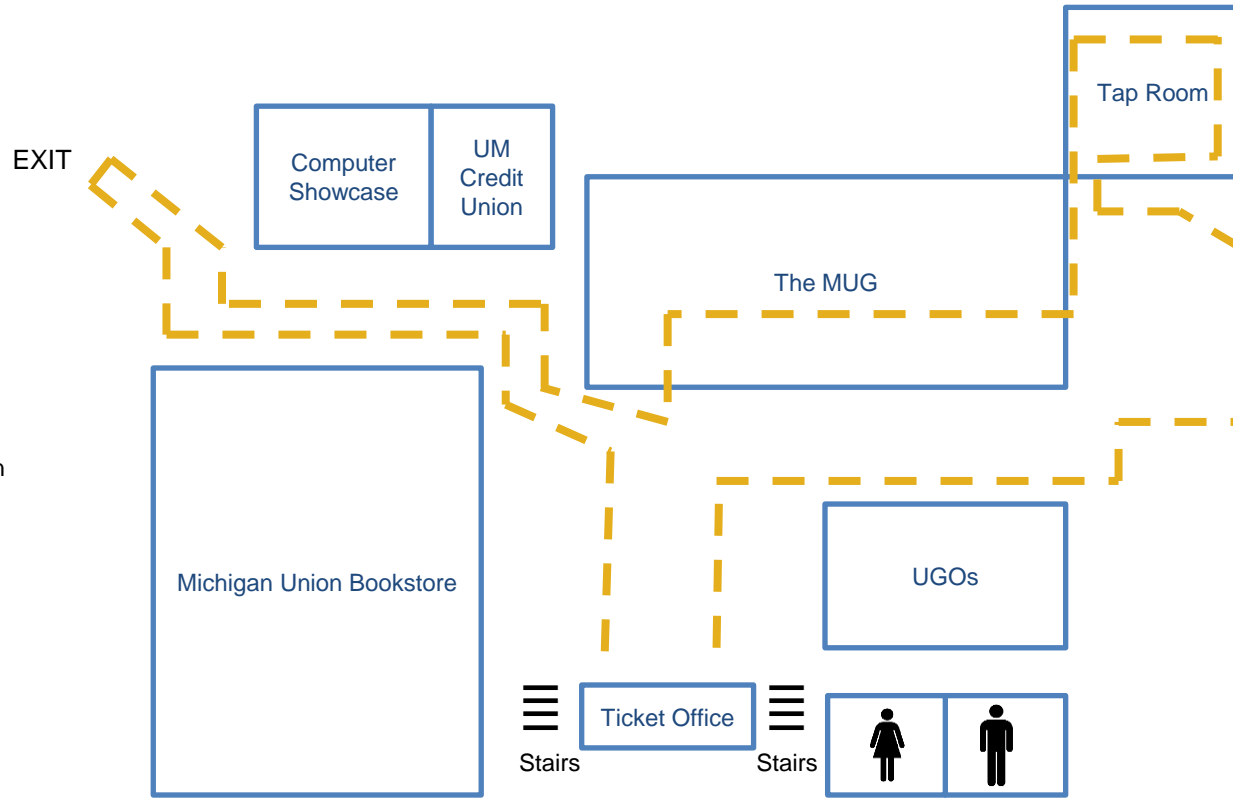 Tap Room
EXIT
Computer
Showcase
UM
Credit
Union
The MUG
Michigan Union Bookstore
UGOs
Ticket Office
Stairs
Stairs